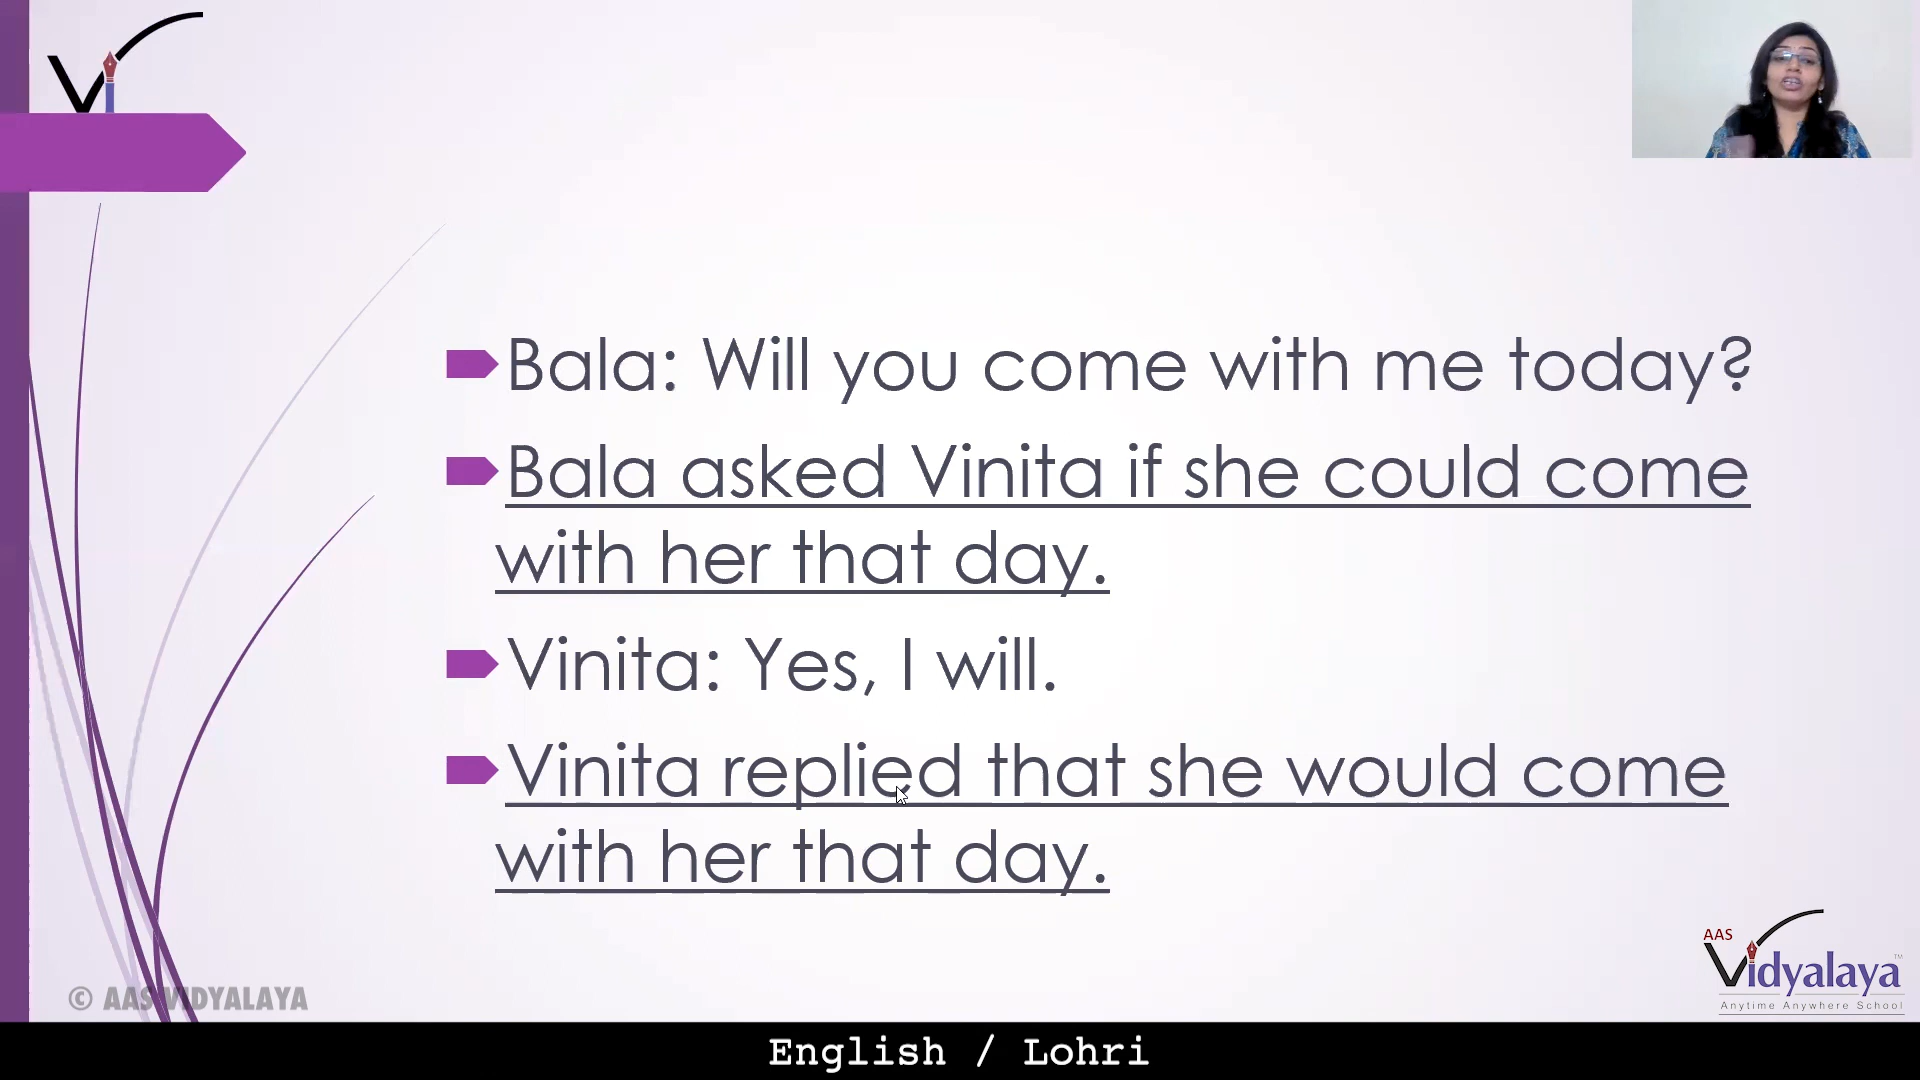 Vi
Bala: Will you come with me today?
Bala asked Vinita if she could come
with her that day.
Vinita: Yes, I will.
Vinita replied that she would come
with her that day.
AAS
Vidyalaya™
Anytime Anywhere School
© AAS VIDYALAYA
English / Lohri